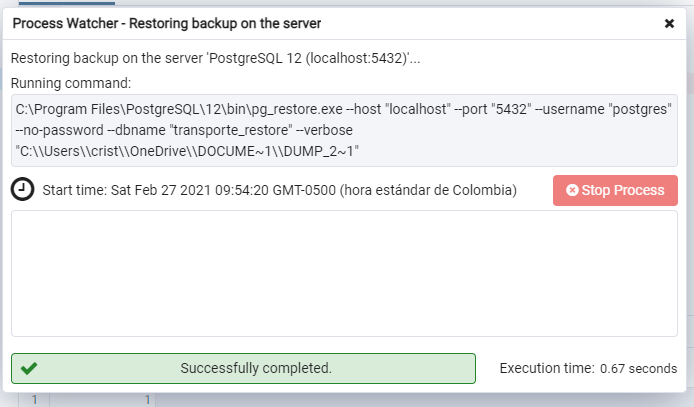 Process Watcher - Restoring backup on the server
Restoring backup on the server 'PostgreSQL 12 (localhost:5432)'...
Running command:
C:\Program Files\PostgreSQL\12\bin\pg_restore.exe --host "localhost" --port "5432" --username "postgres"
--no-password --dbname "transporte_restore" --verbose
"C:\\Users\\crist\\OneDrive\\DOCUME~1\\DUMP_2~1"
Start time: Sat Feb 27 2021 09:54:20 GMT-0500 (hora estándar de Colombia)
Stop Process
Successfully completed.
Execution time: 0.67 seconds
1 1